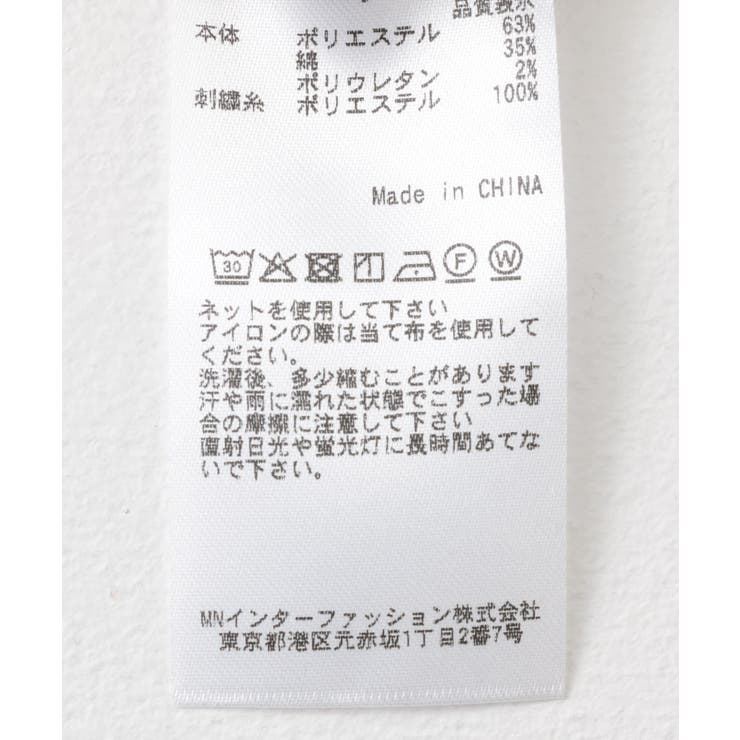 品質表示
本体 ポリエステル 63%
綿 35%
ポリウレタン 2%
刺繍糸 ポリエステル 100%
Made in CHINA
30 F W
ネットを使用して下さい
アイロンの際は当て布を使用して
ください。
洗濯後、多少縮むことがあります
汗や雨に濡れた状態でこすった場
合の摩擦に注意して下さい
直射日光や蛍光灯に長時間あてな
いで下さい。
MNインターファッション株式会社
東京都港区元赤坂1丁目2番7号